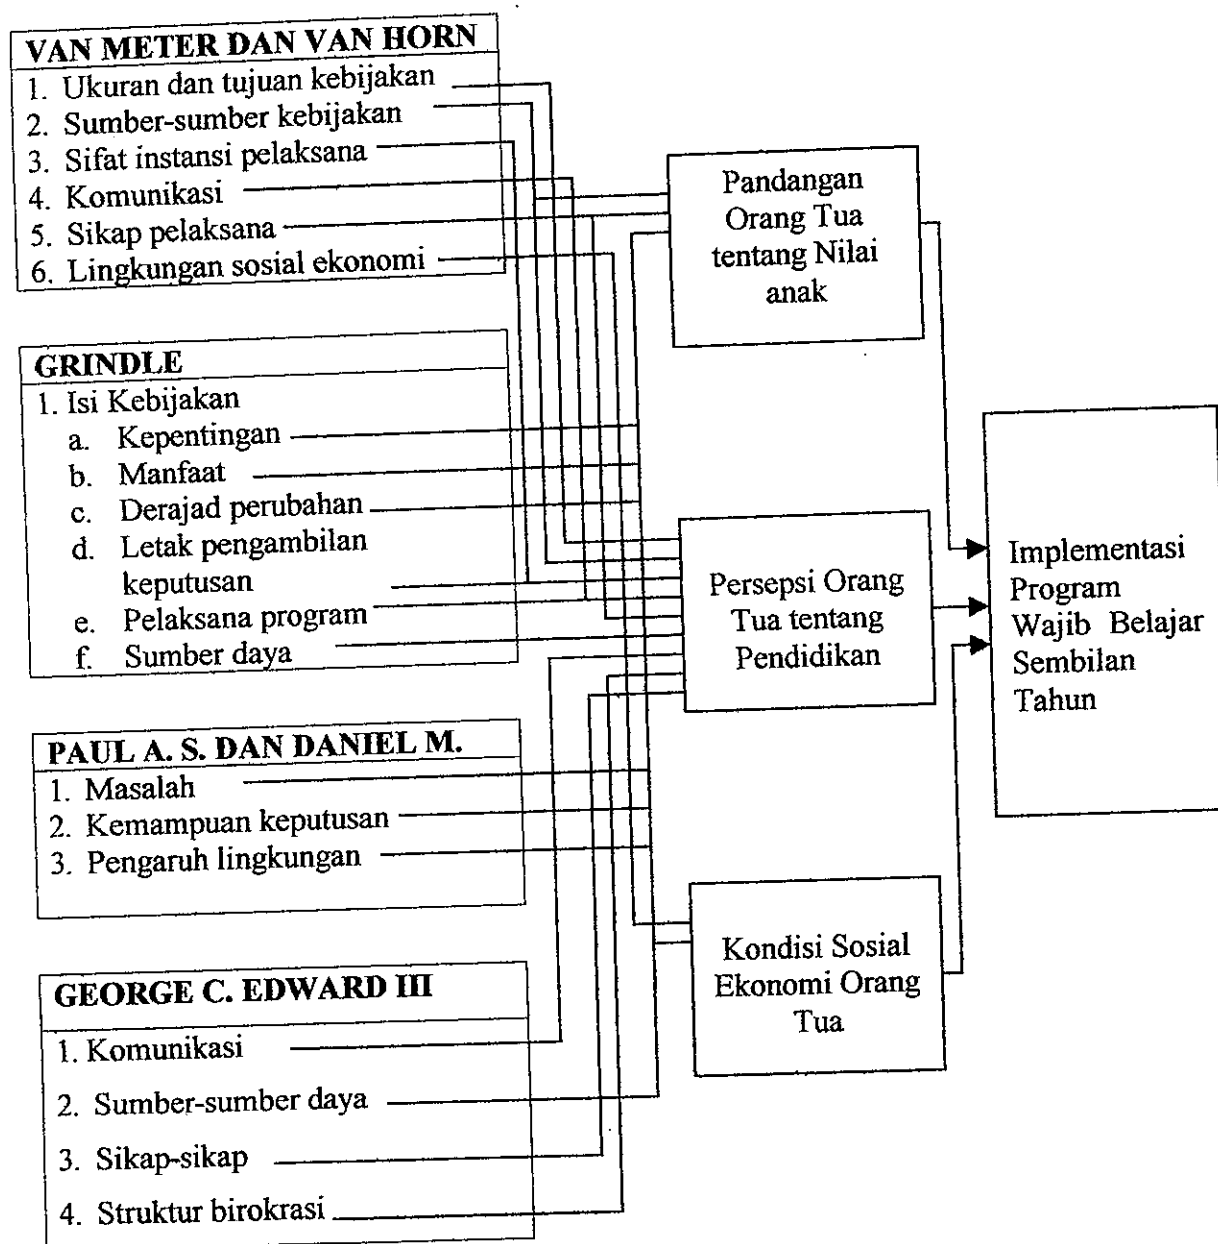 VAN METER DAN VAN HORN
1. Ukuran dan tujuan kebijakan
2. Sumber-sumber kebijakan
3. Sifat instansi pelaksana
4. Komunikasi
5. Sikap pelaksana
6. Lingkungan sosial ekonomi
GRINDLE
1. Isi Kebijakan
a. Kepentingan
b. Manfaat
c. Derajad perubahan
d. Letak pengambilan
keputusan
e. Pelaksana program
f. Sumber daya
PAUL A. S. DAN DANIEL M.
1. Masalah
2. Kemampuan keputusan
3. Pengaruh lingkungan
GEORGE C. EDWARD III
1. Komunikasi
2. Sumber-sumber daya
3. Sikap-sikap
4. Struktur birokrasi
Pandangan
Orang Tua
tentang Nilai
anak
Persepsi Orang
Tua tentang
Pendidikan
Kondisi Sosial
Ekonomi Orang
Tua
Implementasi
Program
Wajib Belajar
Sembilan
Tahun